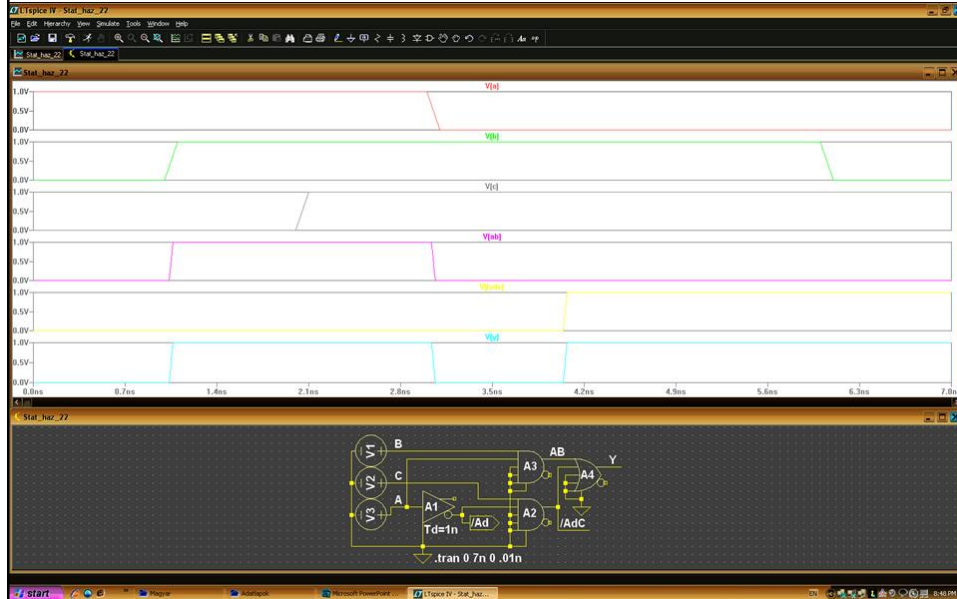 LTspice IV - Stat_haz_22
File Edit Hierarchy View Simulate Tools Window Help
Stat_haz_22 Stat_haz_22
Stat_haz_22
V(a)
1.0V
0.5V
0.0V
V(b)
1.0V
0.5V
0.0V
V(c)
1.0V
0.5V
0.0V
V(ab)
1.0V
0.5V
0.0V
1.0V
0.5V
0.0V
V(y)
1.0V
0.5V
0.0V
0.0ns 0.7ns 1.4ns 2.1ns 2.8ns 3.5ns 4.2ns 4.9ns 5.6ns 6.3ns 7.0n
Stat_haz_22
V1 B A3 AB Y
V2 C A4
V3 A A1 /Ad A2 /AdC
Td=1n
.tran 0 7n 0 .01n
start Magyar Adatlapok Microsoft PowerPoint ... LTspice IV - Stat_haz... EN 8:48 PM